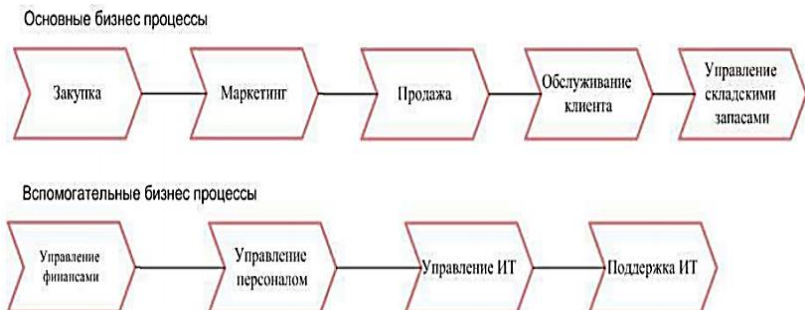 Основные бизнес процессы
Закупка
Маркетинг
Продажа
Обслуживание
клиента
Управление
складскими
запасами
Вспомогательные бизнес процессы
Управление
финансами
Управление
персоналом
Управление ИТ
Поддержка ИТ